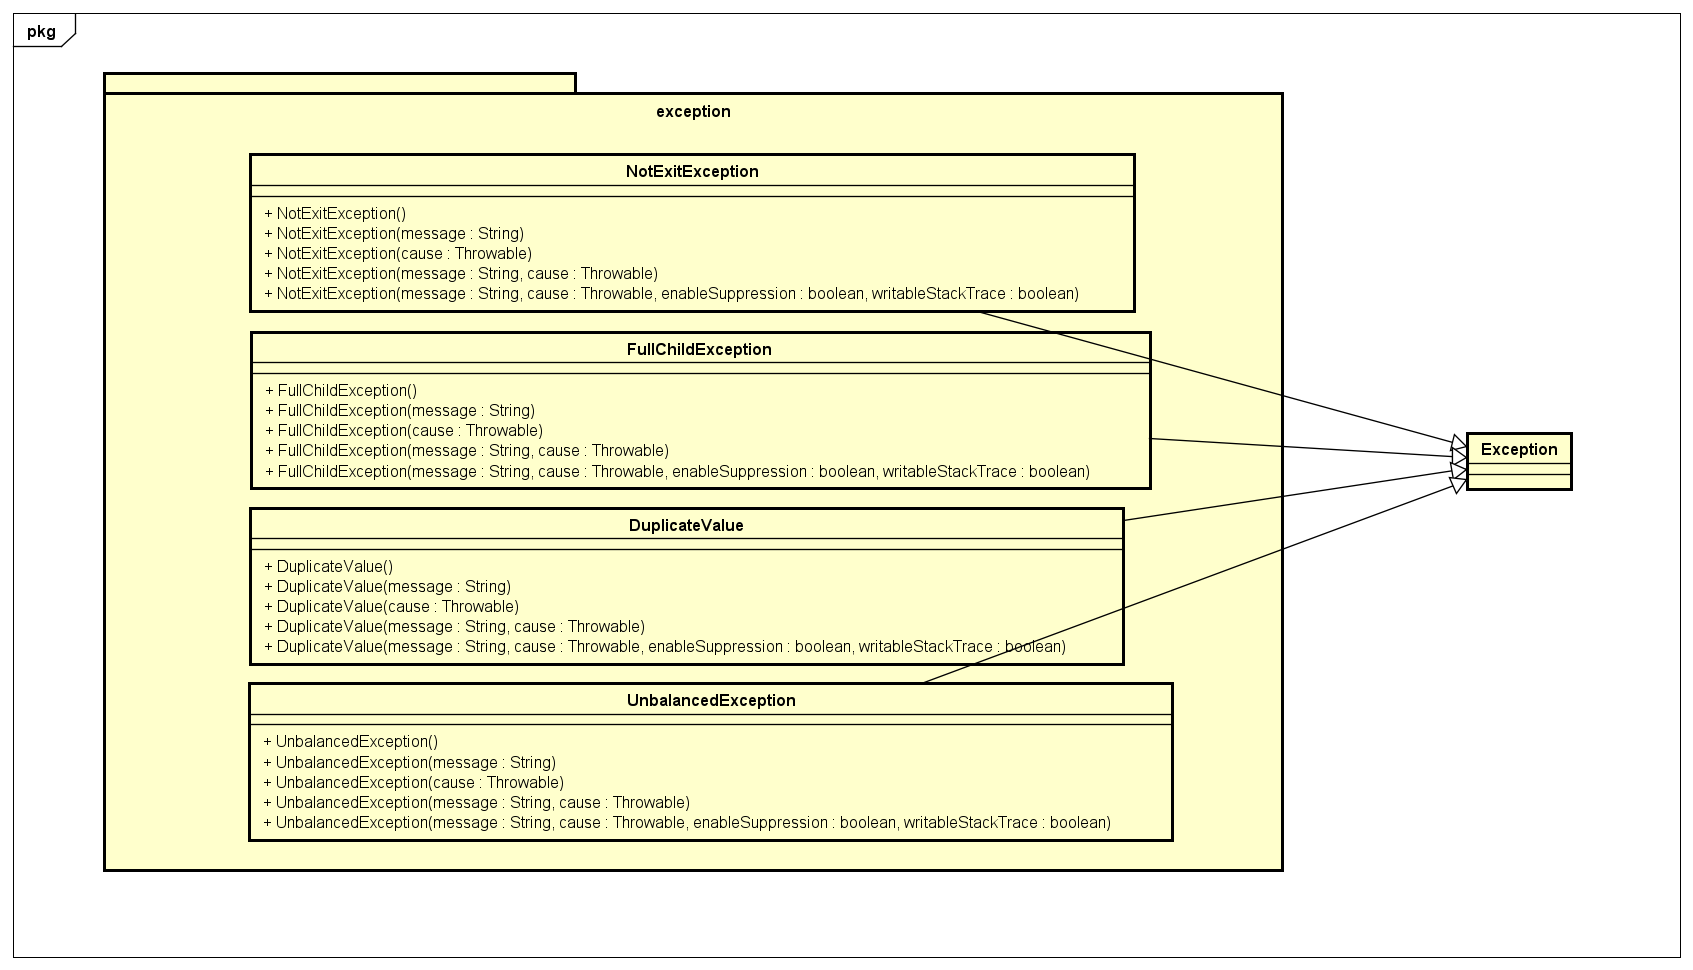 pkg
exception
NotExitException
+ NotExitException()
+ NotExitException(message : String)
+ NotExitException(cause : Throwable)
+ NotExitException(message : String, cause : Throwable)
+ NotExitException(message : String, cause : Throwable, enableSuppression : boolean, writableStackTrace : boolean)
FullChildException
+ FullChildException()
+ FullChildException(message : String)
+ FullChildException(cause : Throwable)
+ FullChildException(message : String, cause : Throwable)
+ FullChildException(message : String, cause : Throwable, enableSuppression : boolean, writableStackTrace : boolean)
Exception
DuplicateValue
+ DuplicateValue()
+ DuplicateValue(message : String)
+ DuplicateValue(cause : Throwable)
+ DuplicateValue(message : String, cause : Throwable)
+ DuplicateValue(message : String, cause : Throwable, enableSuppression : boolean, writableStackTrace : boolean)
UnbalancedException
+ UnbalancedException()
+ UnbalancedException(message : String)
+ UnbalancedException(cause : Throwable)
+ UnbalancedException(message : String, cause : Throwable)
+ UnbalancedException(message : String, cause : Throwable, enableSuppression : boolean, writableStackTrace : boolean)